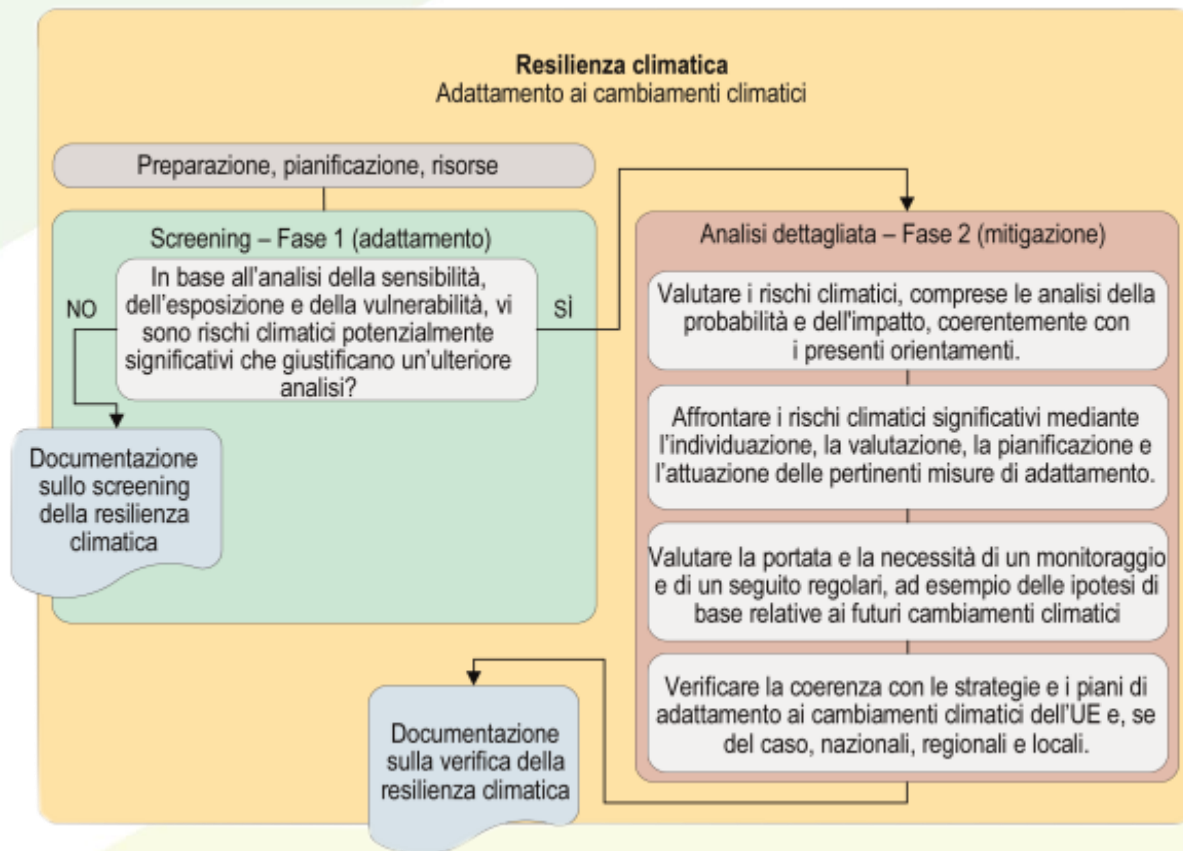 Resilienza climatica
Adattamento ai cambiamenti climatici
Preparazione, pianificazione, risorse
Screening – Fase 1 (adattamento)
In base all'analisi della sensibilità,
dell'esposizione e della vulnerabilità, vi
sono rischi climatici potenzialmente
significativi che giustificano un'ulteriore
analisi?
NO
SÌ
Documentazione
sullo screening
della resilienza
climatica
Analisi dettagliata – Fase 2 (mitigazione)
Valutare i rischi climatici, comprese le analisi della
probabilità e dell'impatto, coerentemente con
i presenti orientamenti.
Affrontare i rischi climatici significativi mediante
l'individuazione, la valutazione, la pianificazione e
l'attuazione delle pertinenti misure di adattamento.
Valutare la portata e la necessità di un monitoraggio
e di un seguito regolari, ad esempio delle ipotesi di
base relative ai futuri cambiamenti climatici
Verificare la coerenza con le strategie e i piani di
adattamento ai cambiamenti climatici dell'UE e, se
del caso, nazionali, regionali e locali.
Documentazione
sulla verifica della
resilienza climatica